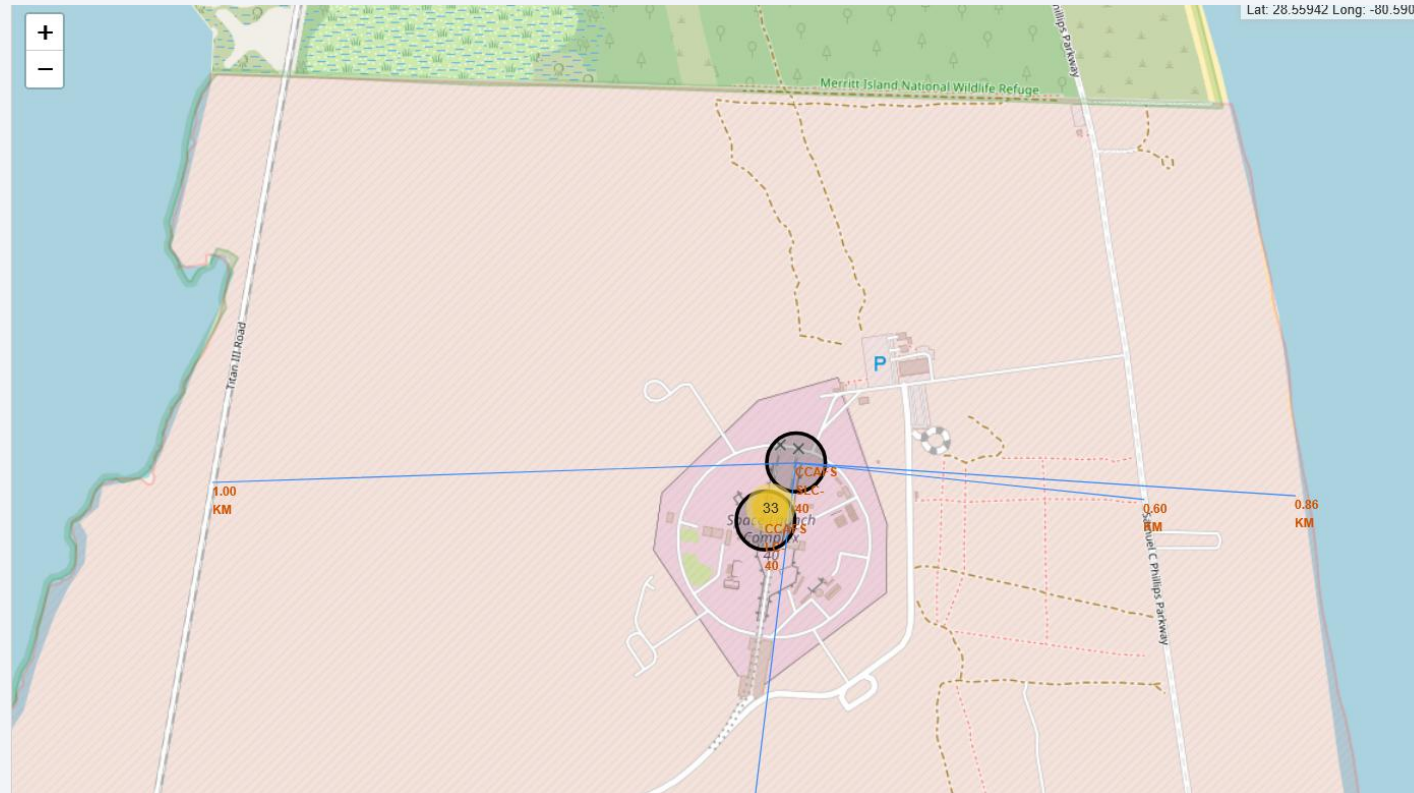 +
−
Lat: 28.55942 Long: -80.590
Phillips Parkway
Merritt Island National Wildlife Refuge
Titan III Road
P
CCAFS
SLC-
40
1.00
KM
33
Complex
40
CCAFS
40
0.60
KM
0.86
KM
Samuel C Phillips Parkway